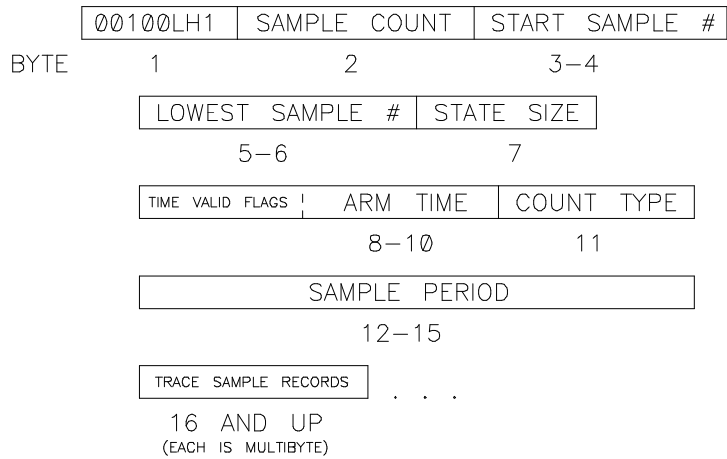 00100LH1 SAMPLE COUNT START SAMPLE #
BYTE 1 2 3-4
LOWEST SAMPLE # STATE SIZE
5-6 7
TIME VALID FLAGS ARM TIME COUNT TYPE
8-10 11
SAMPLE PERIOD
12-15
TRACE SAMPLE RECORDS . . .
16 AND UP
(EACH IS MULTIBYTE)